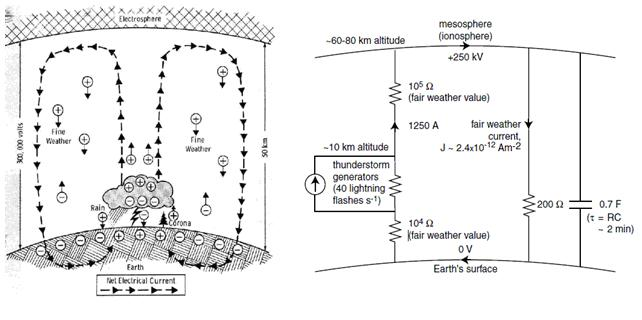 Electrosphere
300,000 volts
Fine
Weather
Fine
Weather
50 km
Rain
Corona
Earth
Net Electrical Current
~60-80 km altitude
mesosphere
(ionosphere)
+250 kV
10⁵ Ω
(fair weather value)
1250 A
fair weather
current,
J ~ 2.4x10⁻¹² Am⁻²
~10 km altitude
thunderstorm
generators
(40 lightning
flashes s⁻¹)
200 Ω
0.7 F
(τ = RC
~ 2 min)
10⁴ Ω
(fair weather value)
0 V
Earth's surface